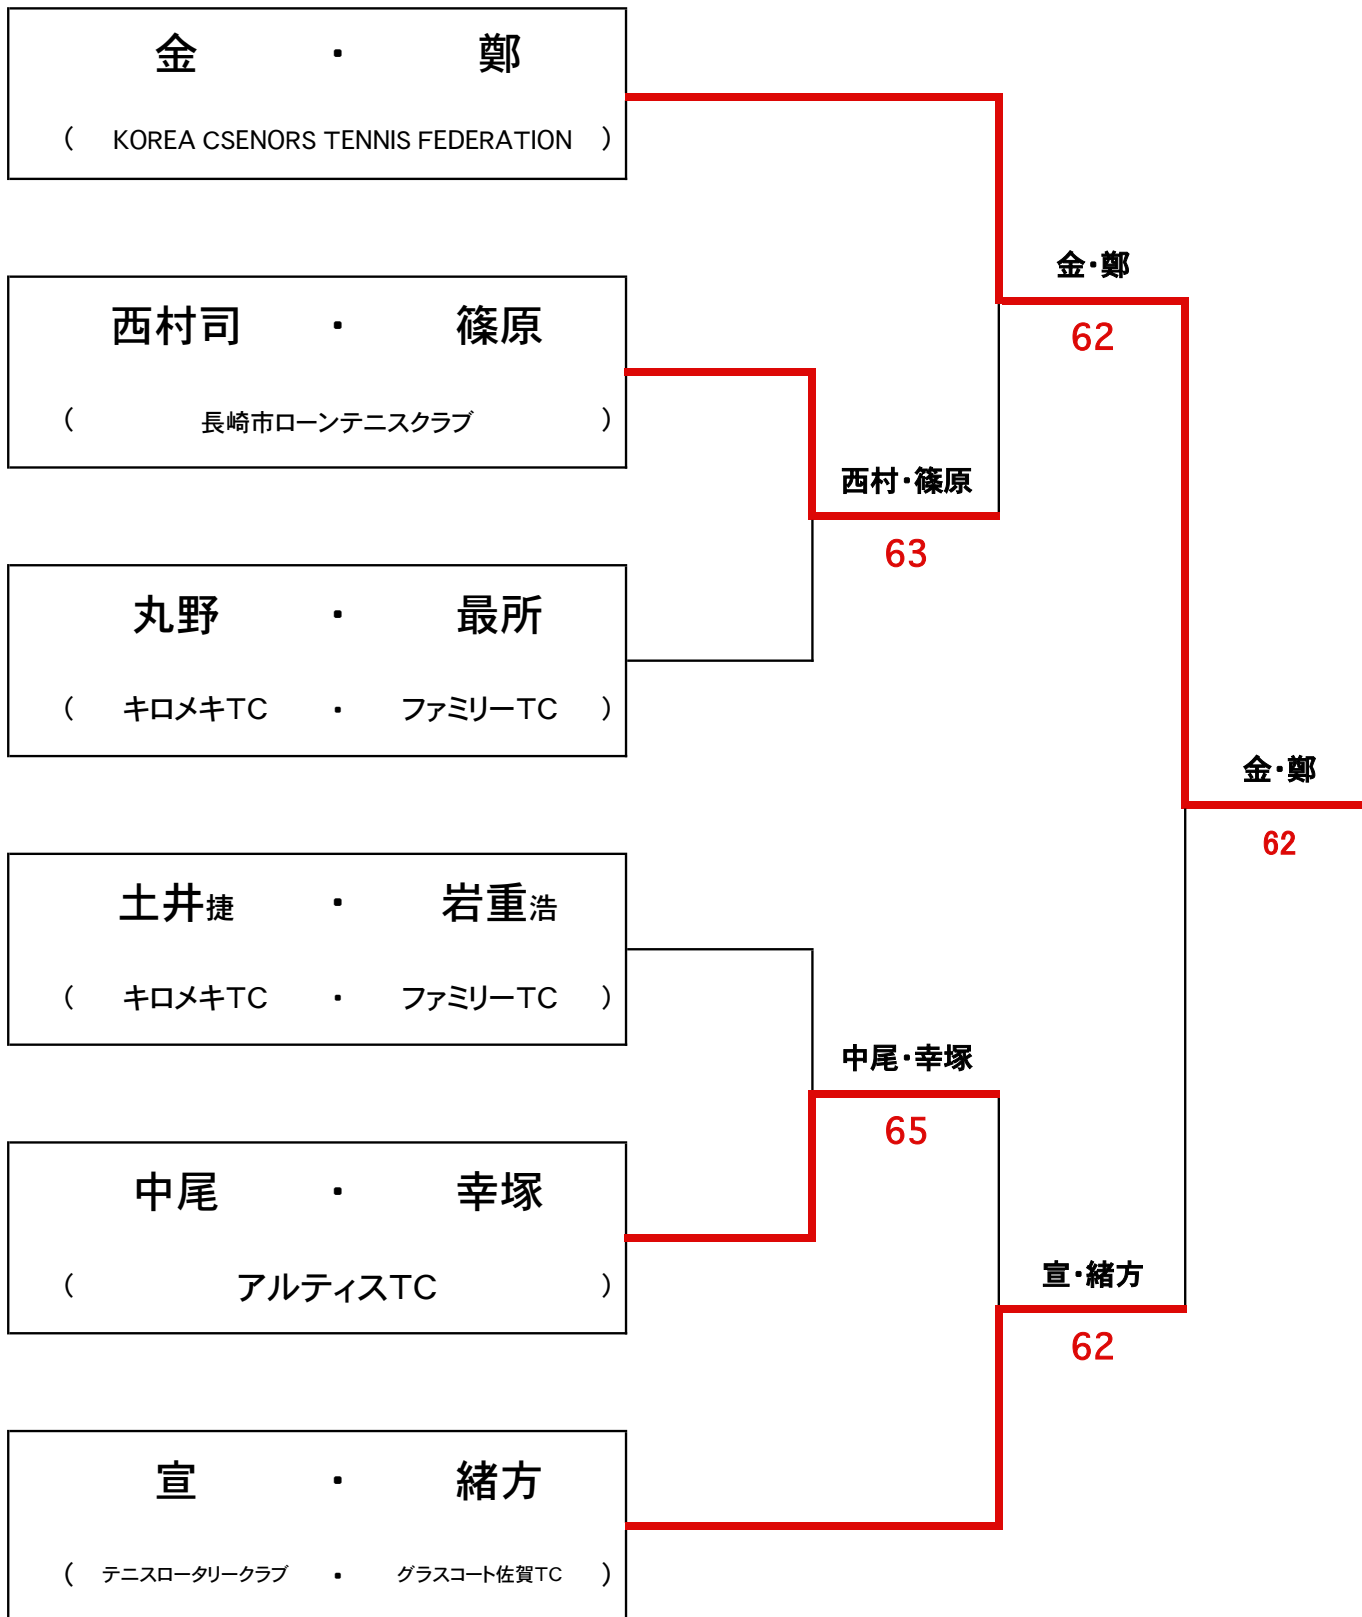 金 ・ 鄭
( KOREA CSENORS TENNIS FEDERATION )
金・鄭
62
西村司 ・ 篠原
( 長崎市ローンテニスクラブ )
西村・篠原
63
丸野 ・ 最所
( キロメキTC ・ ファミリーTC )
金・鄭
62
土井捷 ・ 岩重浩
( キロメキTC ・ ファミリーTC )
中尾・幸塚
65
中尾 ・ 幸塚
( アルティスTC )
宣・緒方
62
宣 ・ 緒方
( テニスロータリークラブ ・ グラスコート佐賀TC )